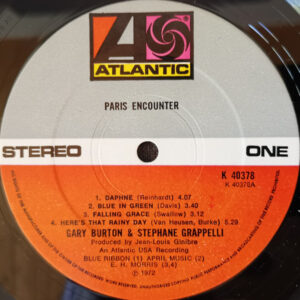 ATLANTIC
PARIS ENCOUNTER
STEREO
ONE
K 40378
K 40378A
1. DAPHNE (Reinhardt) 4.07
2. BLUE IN GREEN (Davis) 3.40
3. FALLING GRACE (Swallow) 3.12
4. HERE'S THAT RAINY DAY (Van Heusen, Burke) 5.29
GARY BURTON & STEPHANE GRAPPELLI
Produced by Jean-Louis Ginibre
An Atlantic USA Recording
BLUE RIBBON (1) APRIL MUSIC (2)
E. H. MORRIS (3,4)
℗ 1972